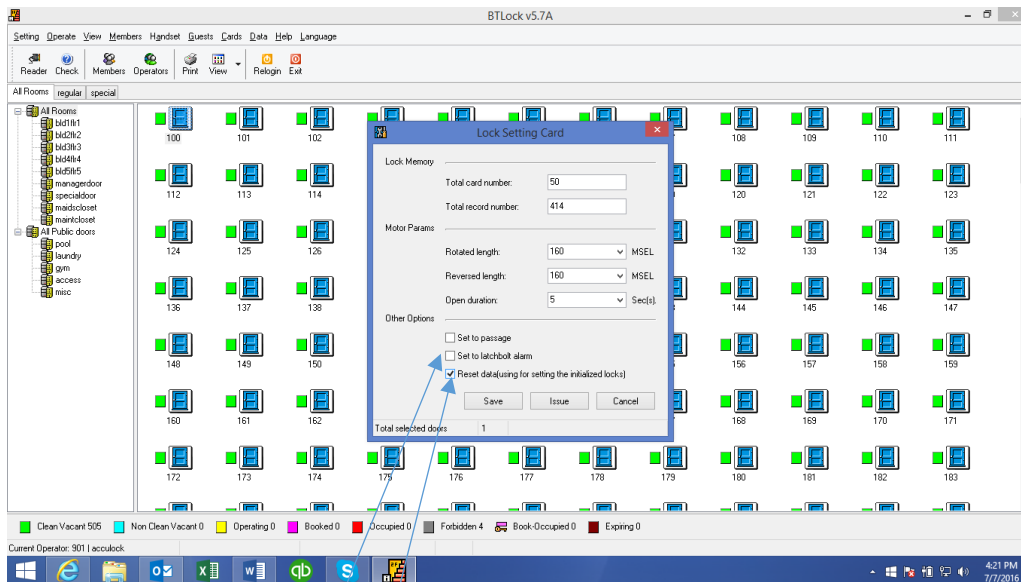 BTLock v5.7A
Setting Operate View Members Handset Guests Cards Data Help Language
Reader Check Members Operators Print View Relogin Exit
All Rooms regular special
All Rooms
bld1flr1
bld2flr2
bld3flr3
bld4flr4
bld5flr5
managerdoor
specialdoor
maidscloset
maintcloset
All Public doors
pool
laundry
gym
access
misc
100 101 102 108 109 110 111
112 113 114 120 121 122 123
124 125 126 132 133 134 135
136 137 138 144 145 146 147
148 149 150 156 157 158 159
160 161 162 168 169 170 171
172 173 174 175 176 177 178 179 180 181 182 183
Lock Setting Card
Lock Memory
Total card number: 50
Total record number: 414
Motor Params
Rotated length: 160 MSEL
Reversed length: 160 MSEL
Open duration: 5 Sec(s).
Other Options
Set to passage
Set to latchbolt alarm
Reset data(using for setting the initialized locks)
Save Issue Cancel
Total selected doors 1
Clean Vacant 505 Non Clean Vacant 0 Operating 0 Booked 0 Occupied 0 Forbidden 4 Book-Occupied 0 Expiring 0
Current Operator: 901 | acculock
4:21 PM
7/7/2016